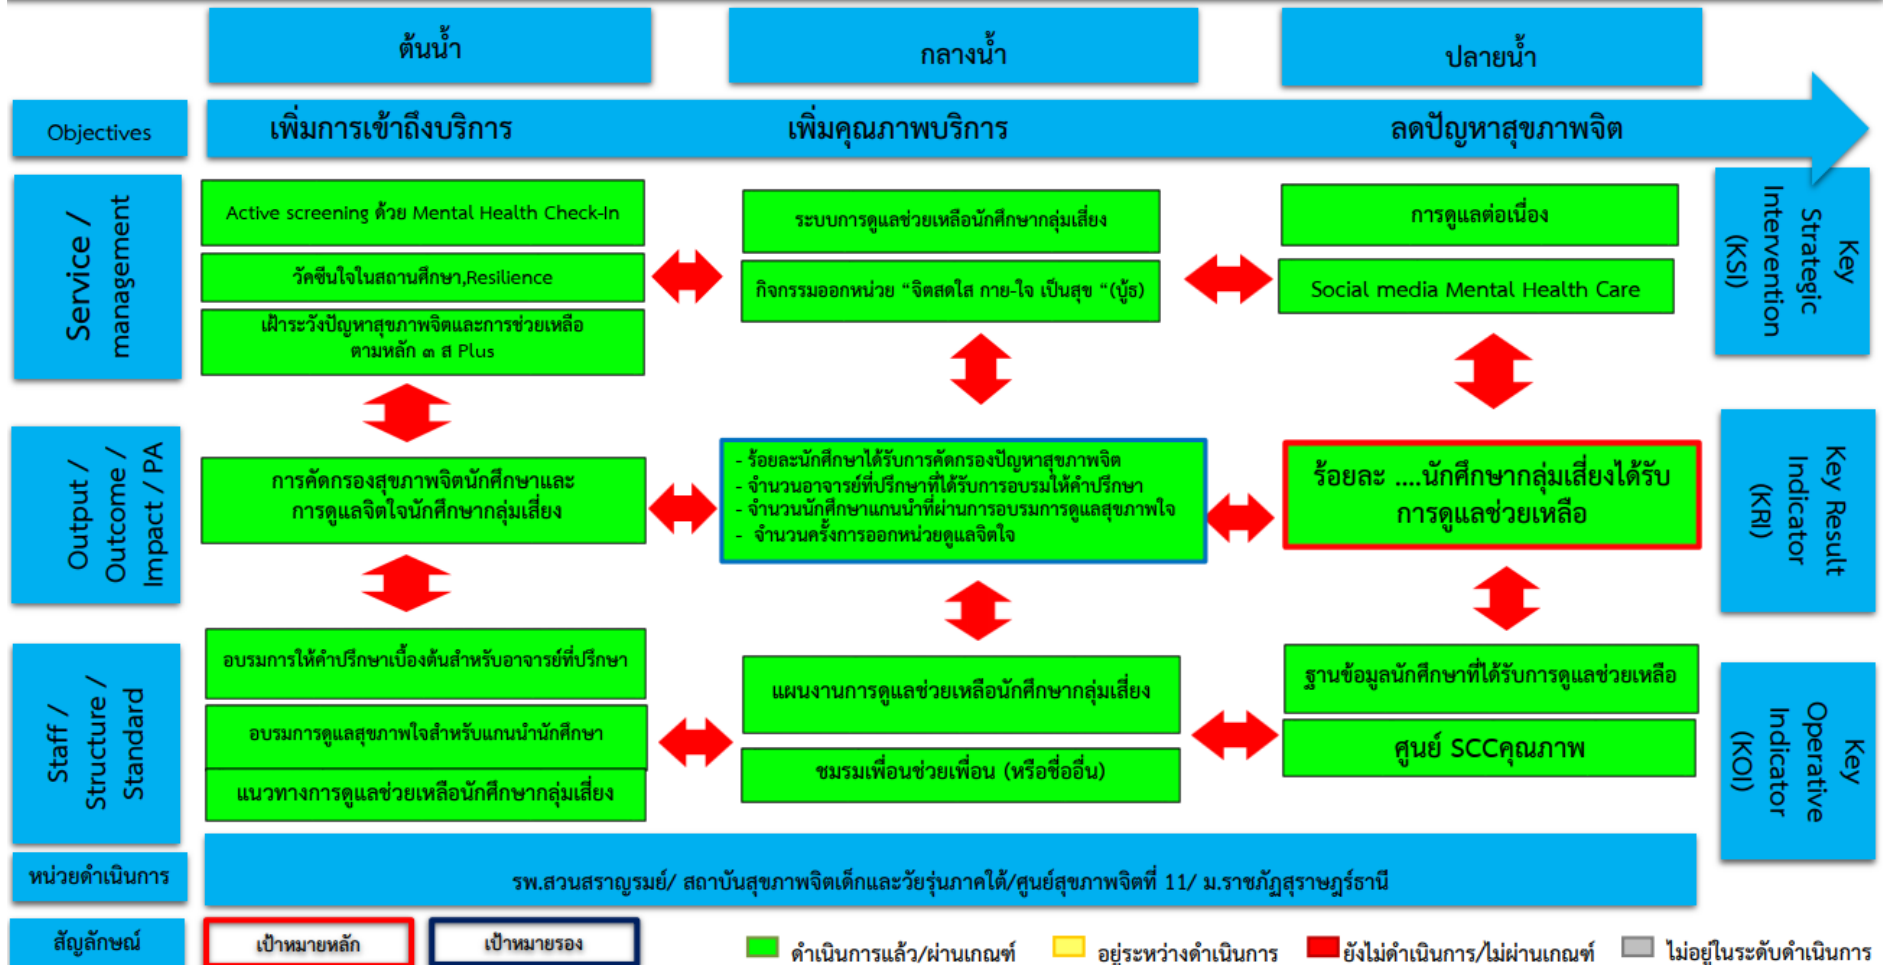 ต้นน้ำ
กลางน้ำ
ปลายน้ำ
Objectives
เพิ่มการเข้าถึงบริการ
เพิ่มคุณภาพบริการ
ลดปัญหาสุขภาพจิต
Service /
management
Active screening ด้วย Mental Health Check-In
วัคซีนใจในสถานศึกษา,Resilience
เฝ้าระวังปัญหาสุขภาพจิตและการช่วยเหลือ
ตามหลัก ๓ ส Plus
ระบบการดูแลช่วยเหลือนักศึกษากลุ่มเสี่ยง
กิจกรรมออกหน่วย “จิตสดใส กาย-ใจ เป็นสุข “(บู้ธ)
การดูแลต่อเนื่อง
Social media Mental Health Care
Key
Strategic
Intervention
(KSI)
Output /
Outcome /
Impact / PA
การคัดกรองสุขภาพจิตนักศึกษาและ
การดูแลจิตใจนักศึกษากลุ่มเสี่ยง
- ร้อยละนักศึกษาได้รับการคัดกรองปัญหาสุขภาพจิต
- จำนวนอาจารย์ที่ปรึกษาที่ได้รับการอบรมให้คำปรึกษา
- จำนวนนักศึกษาแกนนำที่ผ่านการอบรมการดูแลสุขภาพใจ
- จำนวนครั้งการออกหน่วยดูแลจิตใจ
ร้อยละ ....นักศึกษากลุ่มเสี่ยงได้รับ
การดูแลช่วยเหลือ
Key Result
Indicator
(KRI)
Staff /
Structure /
Standard
อบรมการให้คำปรึกษาเบื้องต้นสำหรับอาจารย์ที่ปรึกษา
อบรมการดูแลสุขภาพใจสำหรับแกนนำนักศึกษา
แนวทางการดูแลช่วยเหลือนักศึกษากลุ่มเสี่ยง
แผนงานการดูแลช่วยเหลือนักศึกษากลุ่มเสี่ยง
ชมรมเพื่อนช่วยเพื่อน (หรือชื่ออื่น)
ฐานข้อมูลนักศึกษาที่ได้รับการดูแลช่วยเหลือ
ศูนย์ SCCคุณภาพ
Key
Operative
Indicator
(KOI)
หน่วยดำเนินการ
รพ.สวนสราญรมย์/ สถาบันสุขภาพจิตเด็กและวัยรุ่นภาคใต้/ศูนย์สุขภาพจิตที่ 11/ ม.ราชภัฏสุราษฎร์ธานี
สัญลักษณ์
เป้าหมายหลัก
เป้าหมายรอง
ดำเนินการแล้ว/ผ่านเกณฑ์
อยู่ระหว่างดำเนินการ
ยังไม่ดำเนินการ/ไม่ผ่านเกณฑ์
ไม่อยู่ในระดับดำเนินการ